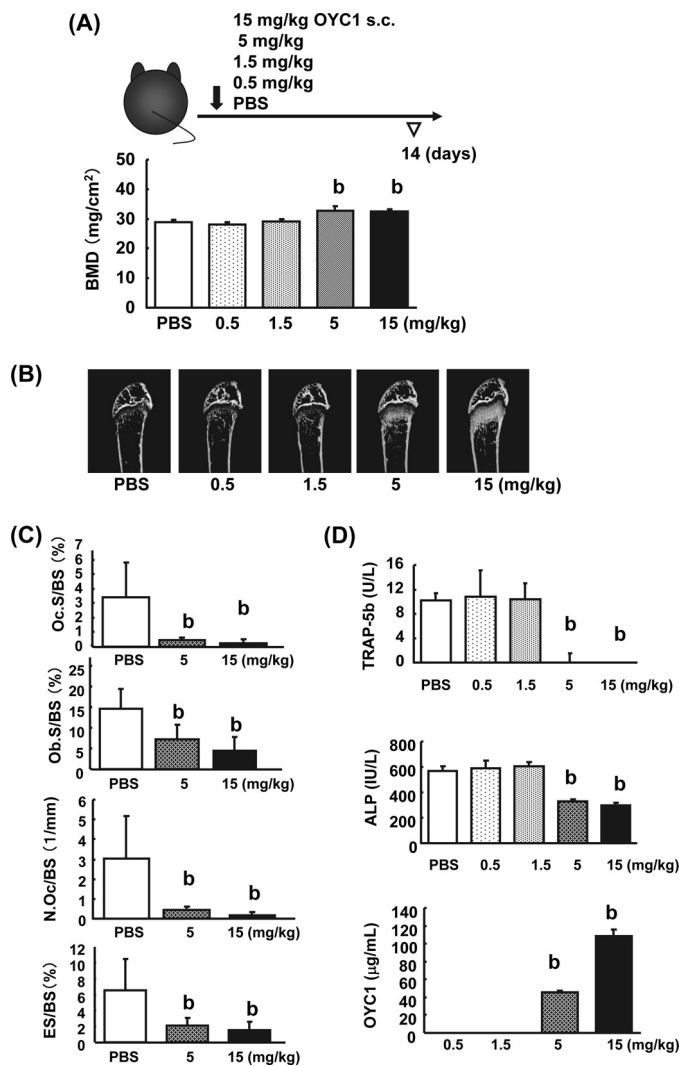 (A)
15 mg/kg OYC1 s.c.
5 mg/kg
1.5 mg/kg
0.5 mg/kg
PBS
14 (days)
BMD (mg/cm²)
50
40
30
20
10
0
b
b
PBS
0.5
1.5
5
15 (mg/kg)
(B)
PBS
0.5
1.5
5
15 (mg/kg)
(C)
Oc.S/BS (%)
7
6
5
4
3
2
1
0
b
b
PBS
5
15 (mg/kg)
Ob.S/BS (%)
25
20
15
10
5
0
b
b
PBS
5
15 (mg/kg)
N.Oc/BS (1/mm)
6
5
4
3
2
1
0
b
b
PBS
5
15 (mg/kg)
ES/BS(%)
12
10
8
6
4
2
0
b
b
PBS
5
15 (mg/kg)
(D)
TRAP-5b (U/L)
16
12
8
4
0
b
b
PBS
0.5
1.5
5
15 (mg/kg)
ALP (IU/L)
800
600
400
200
0
b
b
PBS
0.5
1.5
5
15 (mg/kg)
OYC1 (µg/mL)
140
120
100
80
60
40
20
0
b
b
0.5
1.5
5
15 (mg/kg)